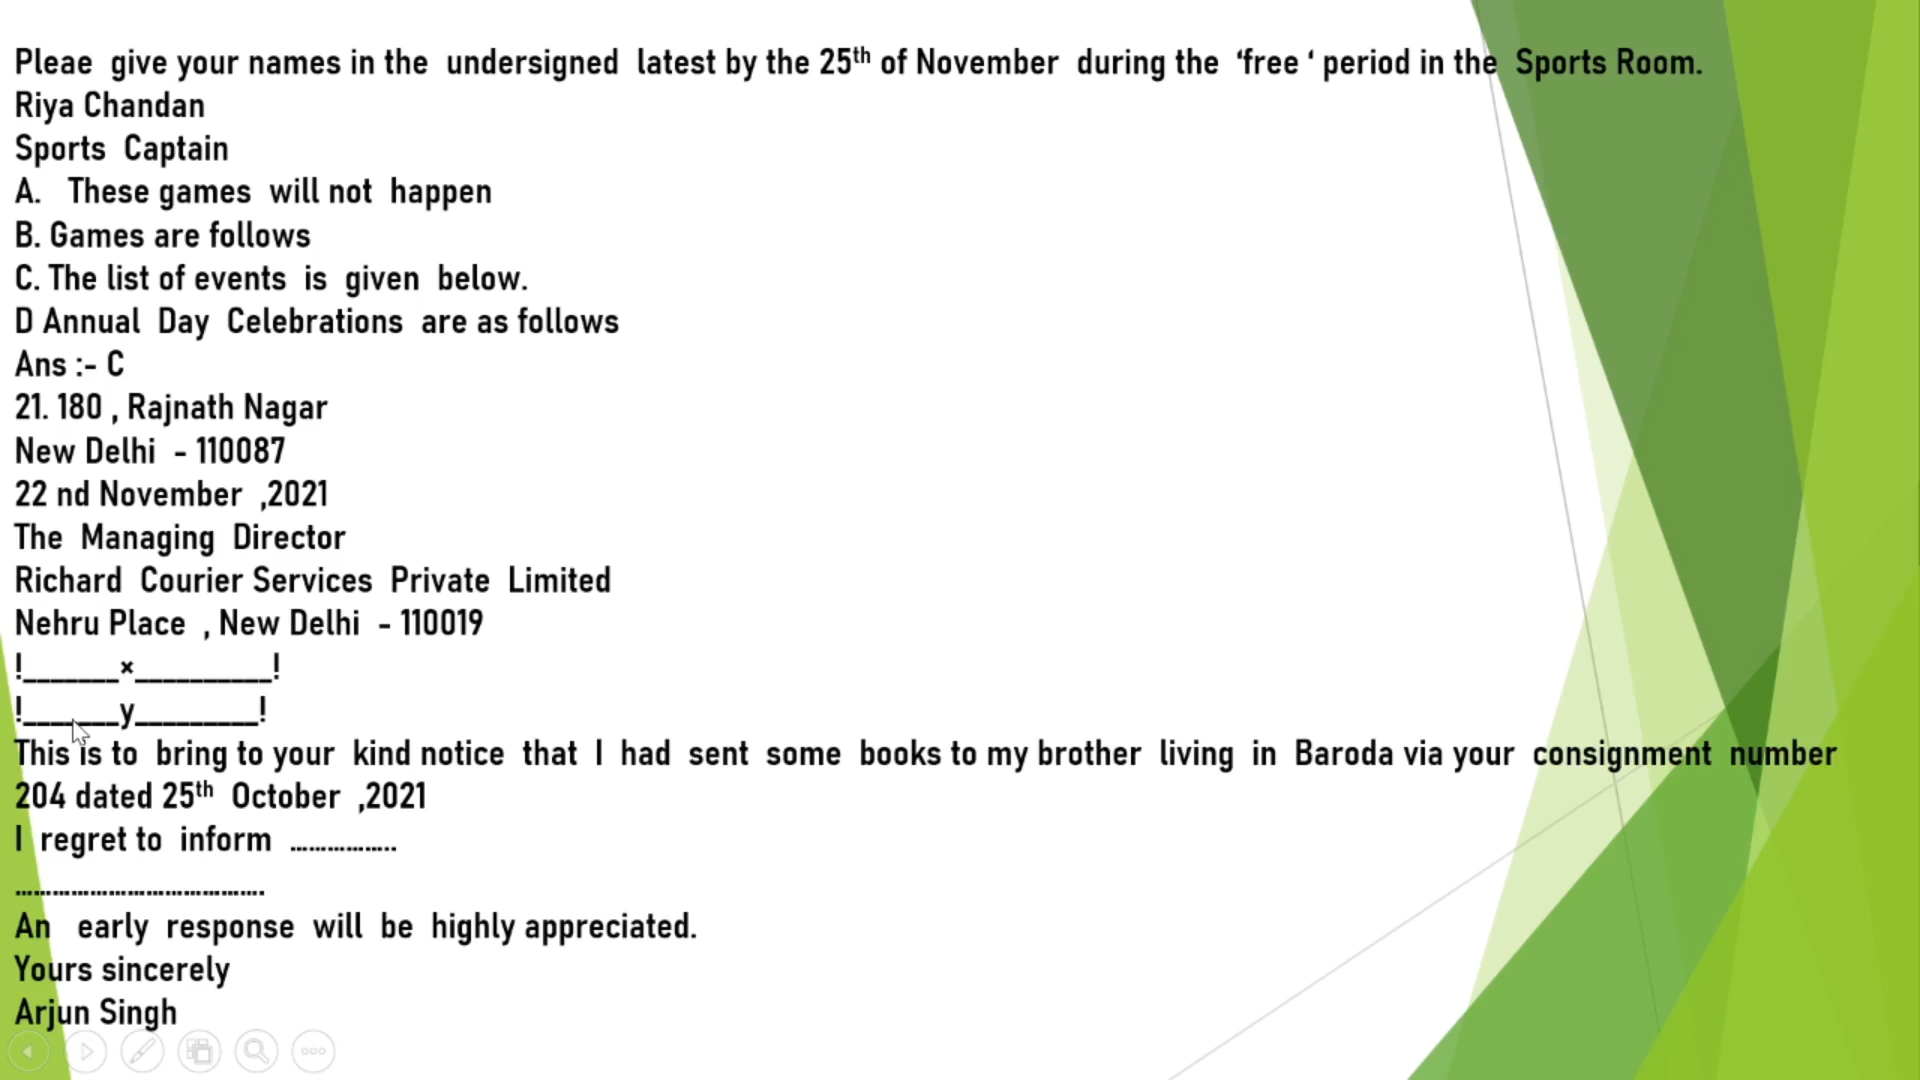 Pleae give your names in the undersigned latest by the 25th of November during the ‘free ‘ period in the Sports Room.
Riya Chandan
Sports Captain
A. These games will not happen
B. Games are follows
C. The list of events is given below.
D Annual Day Celebrations are as follows
Ans :- C
21. 180 , Rajnath Nagar
New Delhi - 110087
22 nd November ,2021
The Managing Director
Richard Courier Services Private Limited
Nehru Place , New Delhi - 110019
!_______×__________!
!_______y_________!
This is to bring to your kind notice that I had sent some books to my brother living in Baroda via your consignment number
204 dated 25th October ,2021
I regret to inform ……………..
………………………………….
An early response will be highly appreciated.
Yours sincerely
Arjun Singh